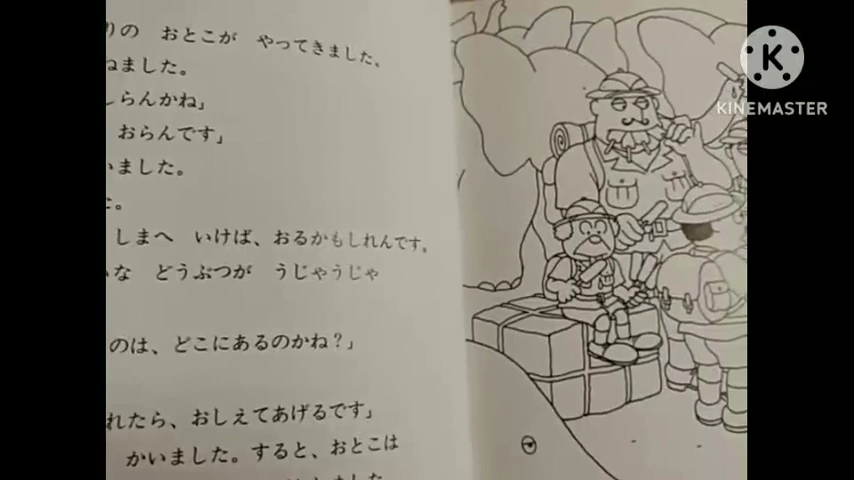 りの おとこが やってきました、
ねました。
しらんかね」
おらんです」
いました。
た。
しまへ いけば、おるかもしれんです。
な どうぶつが うじゃうじゃ
のは、どこにあるのかね？」
れたら、おしえてあげるです」
かいました。すると、おとこは
KINEMASTER